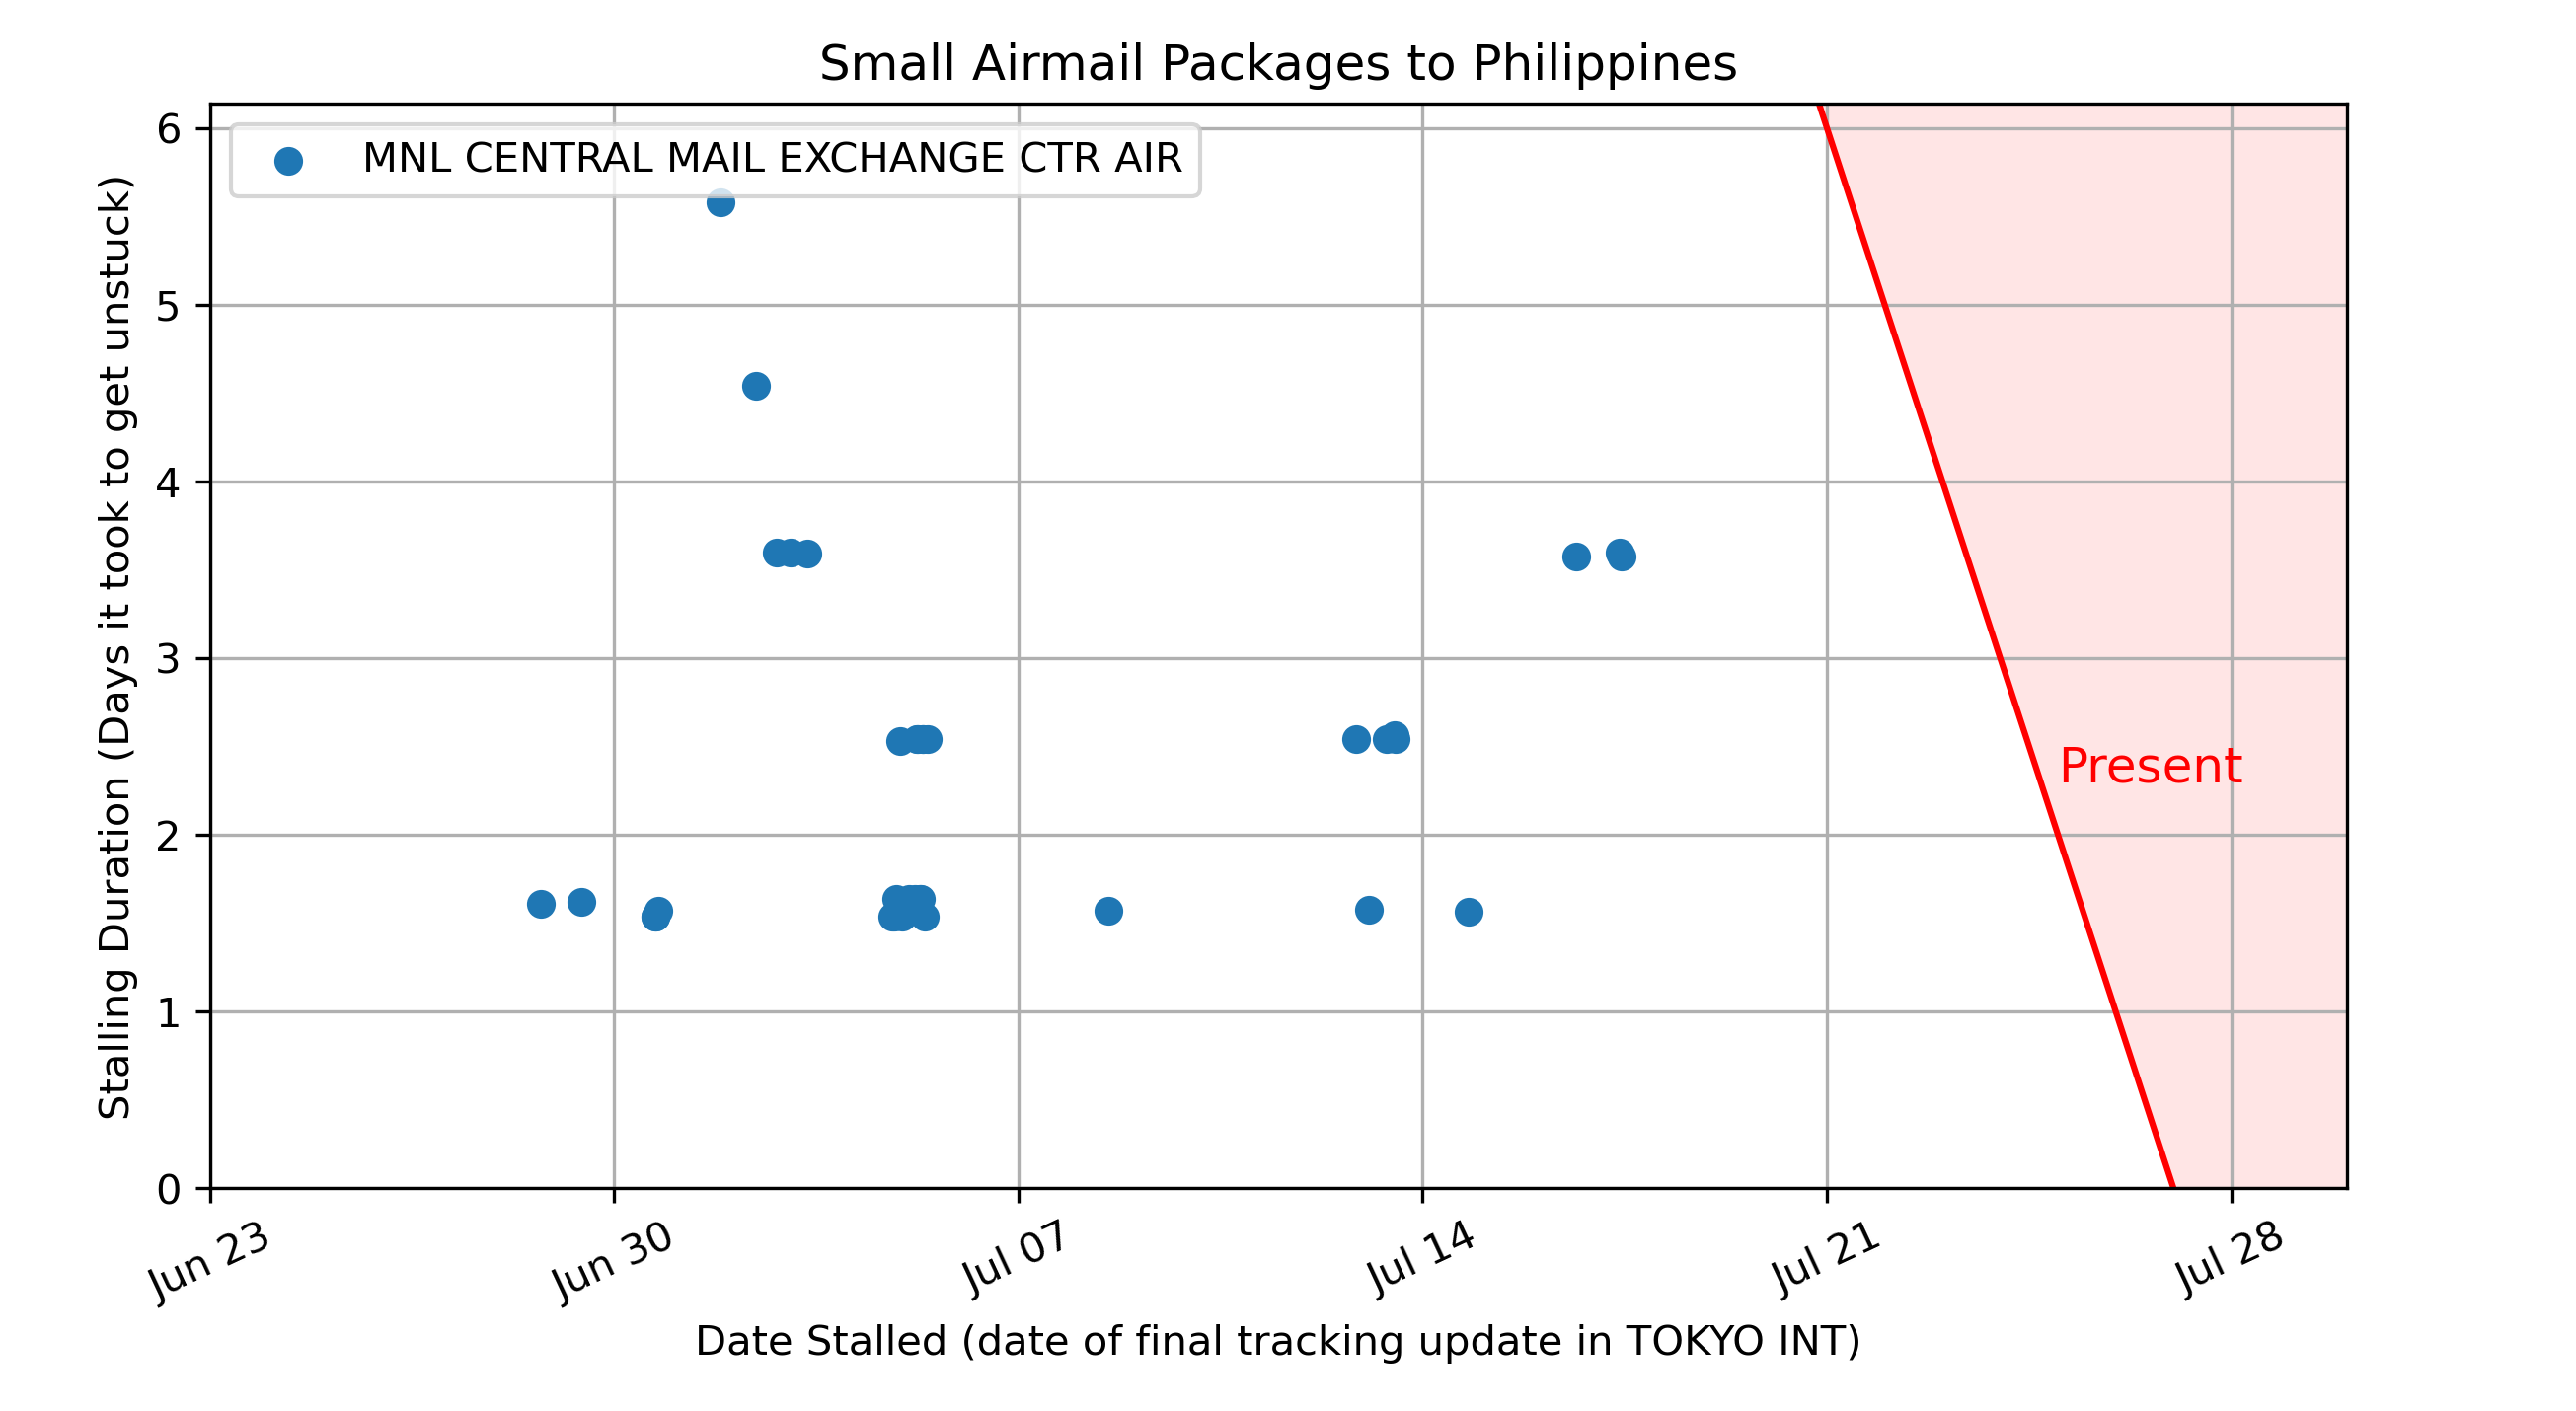 Small Airmail Packages to Philippines
MNL CENTRAL MAIL EXCHANGE CTR AIR
Stalling Duration (Days it took to get unstuck)
6
5
4
3
2
1
0
Present
Jun 23
Jun 30
Jul 07
Jul 14
Jul 21
Jul 28
Date Stalled (date of final tracking update in TOKYO INT)